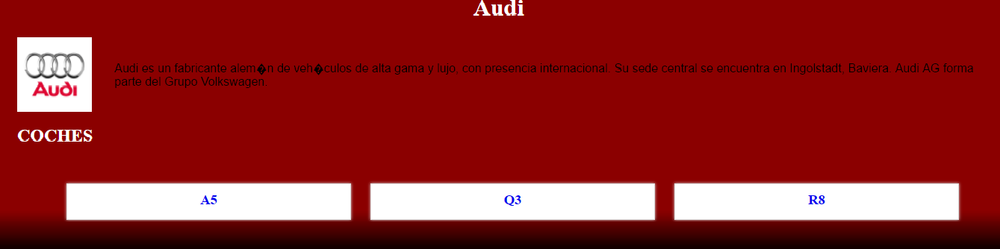 Audi
Audi
Audi es un fabricante alem�n de veh�culos de alta gama y lujo, con presencia internacional. Su sede central se encuentra en Ingolstadt, Baviera. Audi AG forma
parte del Grupo Volkswagen.
COCHES
A5
Q3
R8